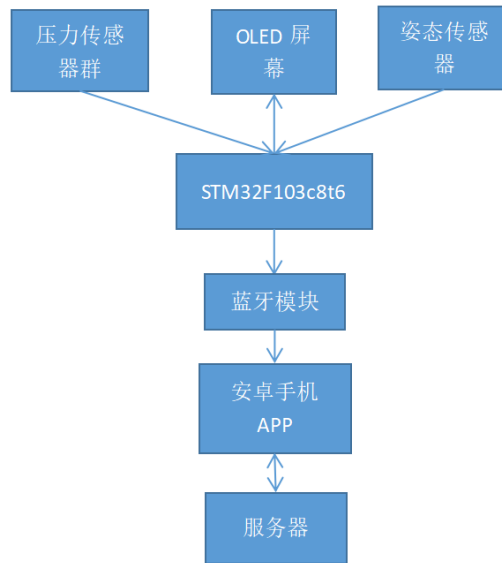 压力传感
器群
OLED 屏
幕
姿态传感
器
STM32F103c8t6
蓝牙模块
安卓手机
APP
服务器